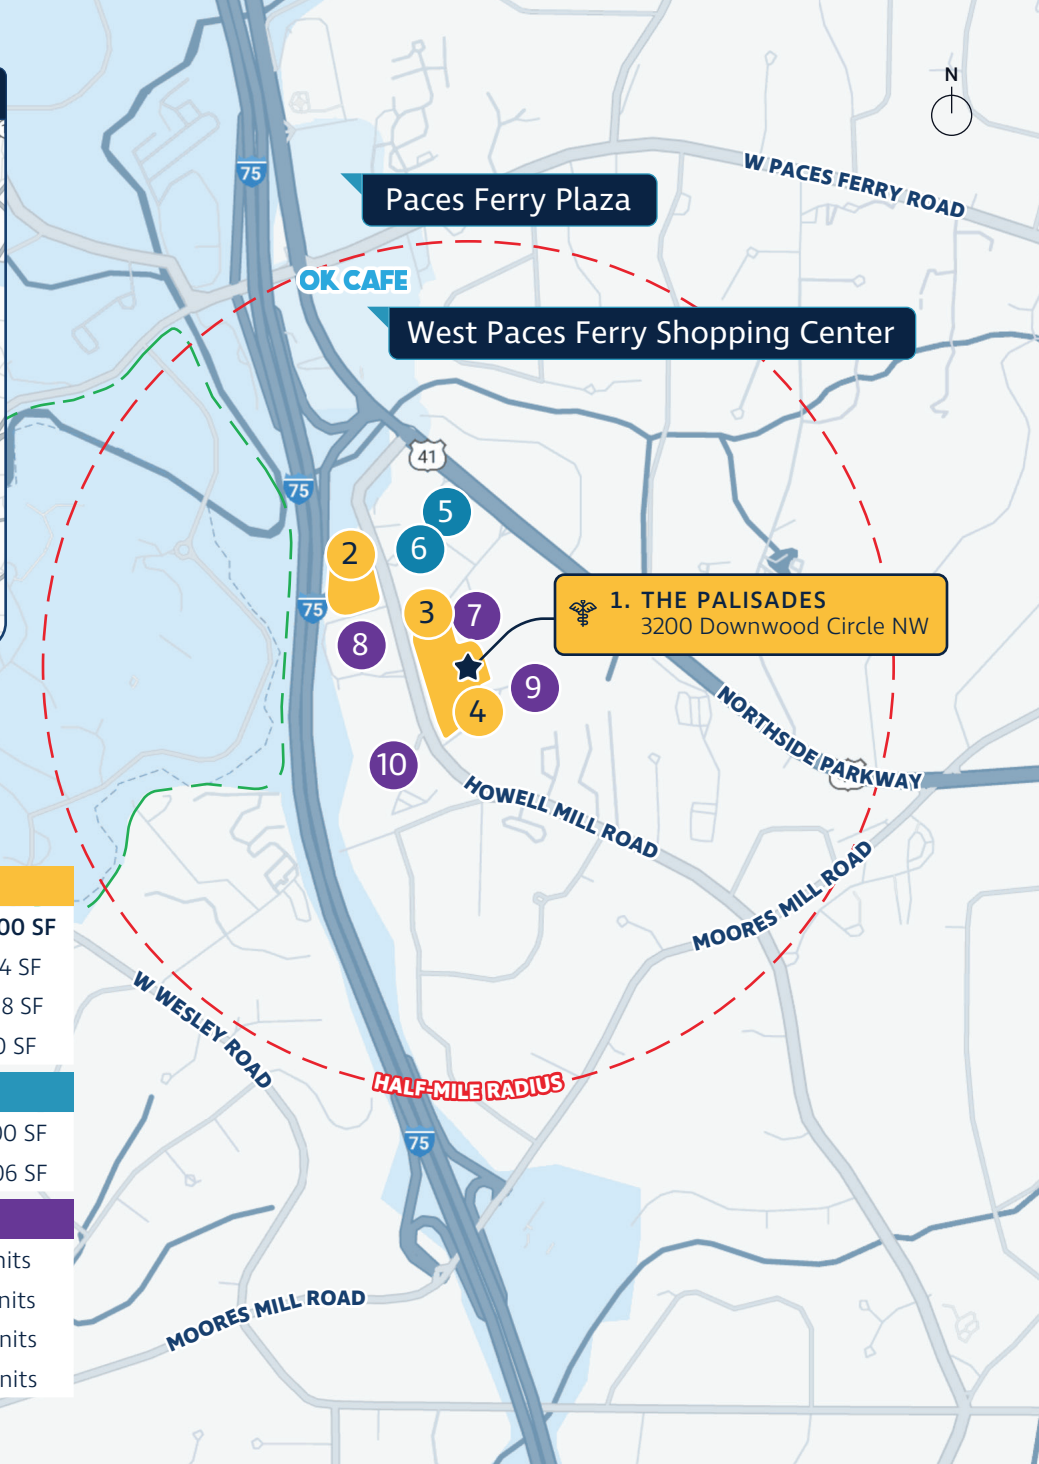 N
W PACES FERRY ROAD
75
Paces Ferry Plaza
OK CAFE
West Paces Ferry Shopping Center
41
75
5
6
2
75
3
7
8
1. THE PALISADES
3200 Downwood Circle NW
9
4
10
NORTHSIDE PARKWAY
HOWELL MILL ROAD
MOORES MILL ROAD
00 SF
4 SF
8 SF
0 SF
W WESLEY ROAD
HALF-MILE RADIUS
75
00 SF
06 SF
nits
nits
nits
nits
MOORES MILL ROAD